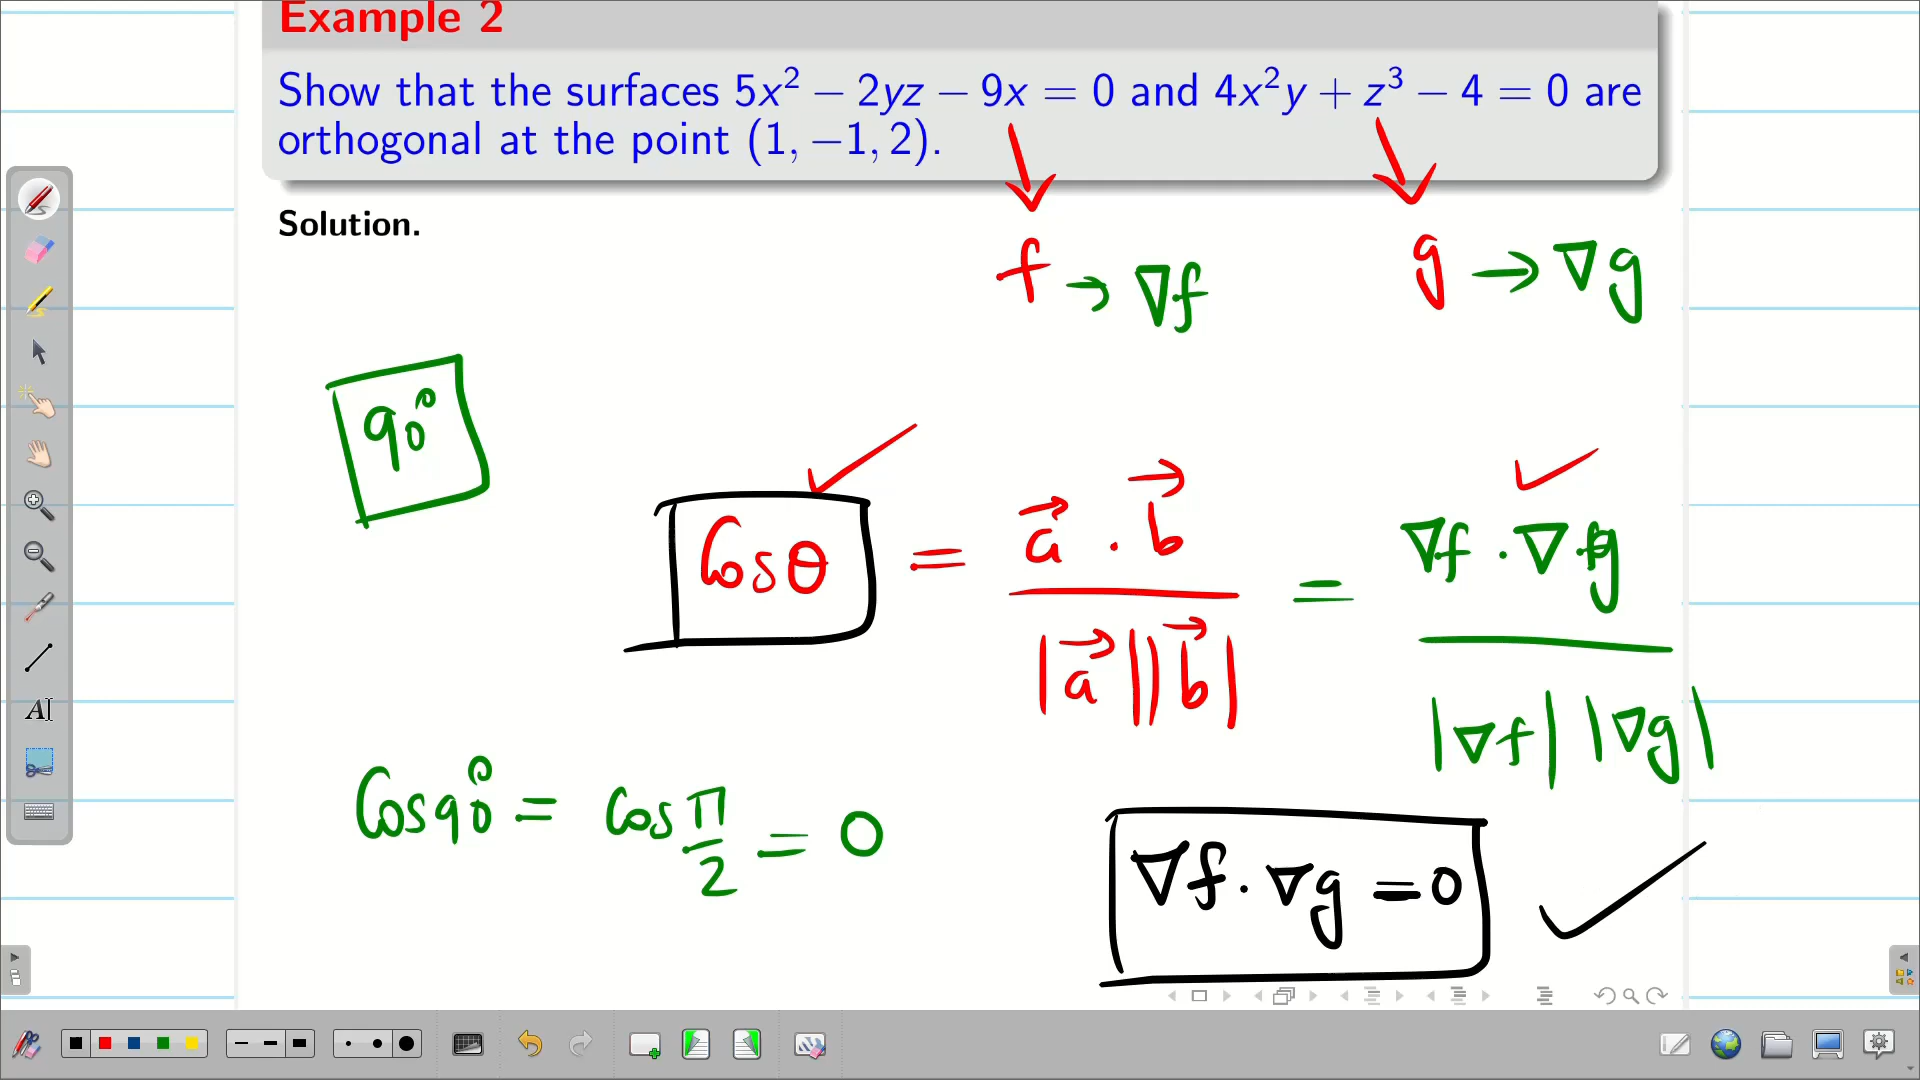 Example 2
Show that the surfaces 5x² − 2yz − 9x = 0 and 4x²y + z³ − 4 = 0 are
orthogonal at the point (1, −1, 2).
Solution.
f → ∇f
g → ∇g
90°
Cosθ = a⃗ · b⃗ / |a⃗||b⃗| = ∇f · ∇g / |∇f| |∇g|
Cos90° = Cos π/2 = 0
∇f · ∇g = 0